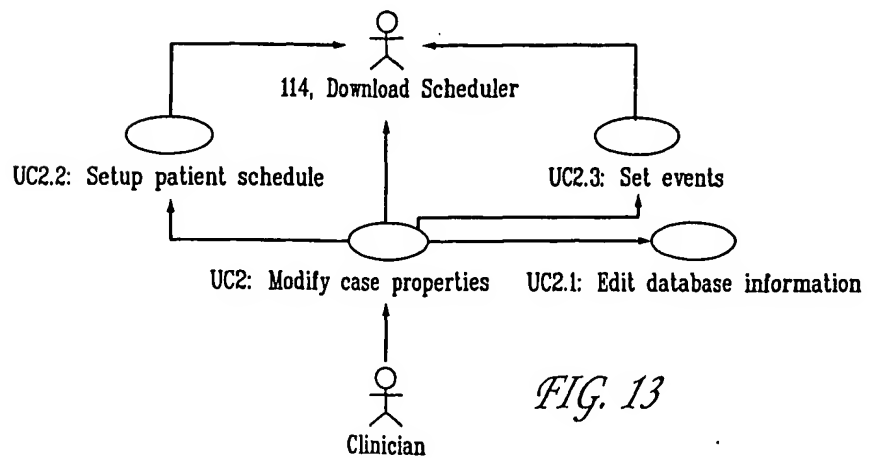 114, Download Scheduler
UC2.2: Setup patient schedule
UC2.3: Set events
UC2: Modify case properties
UC2.1: Edit database information
FIG. 13
Clinician